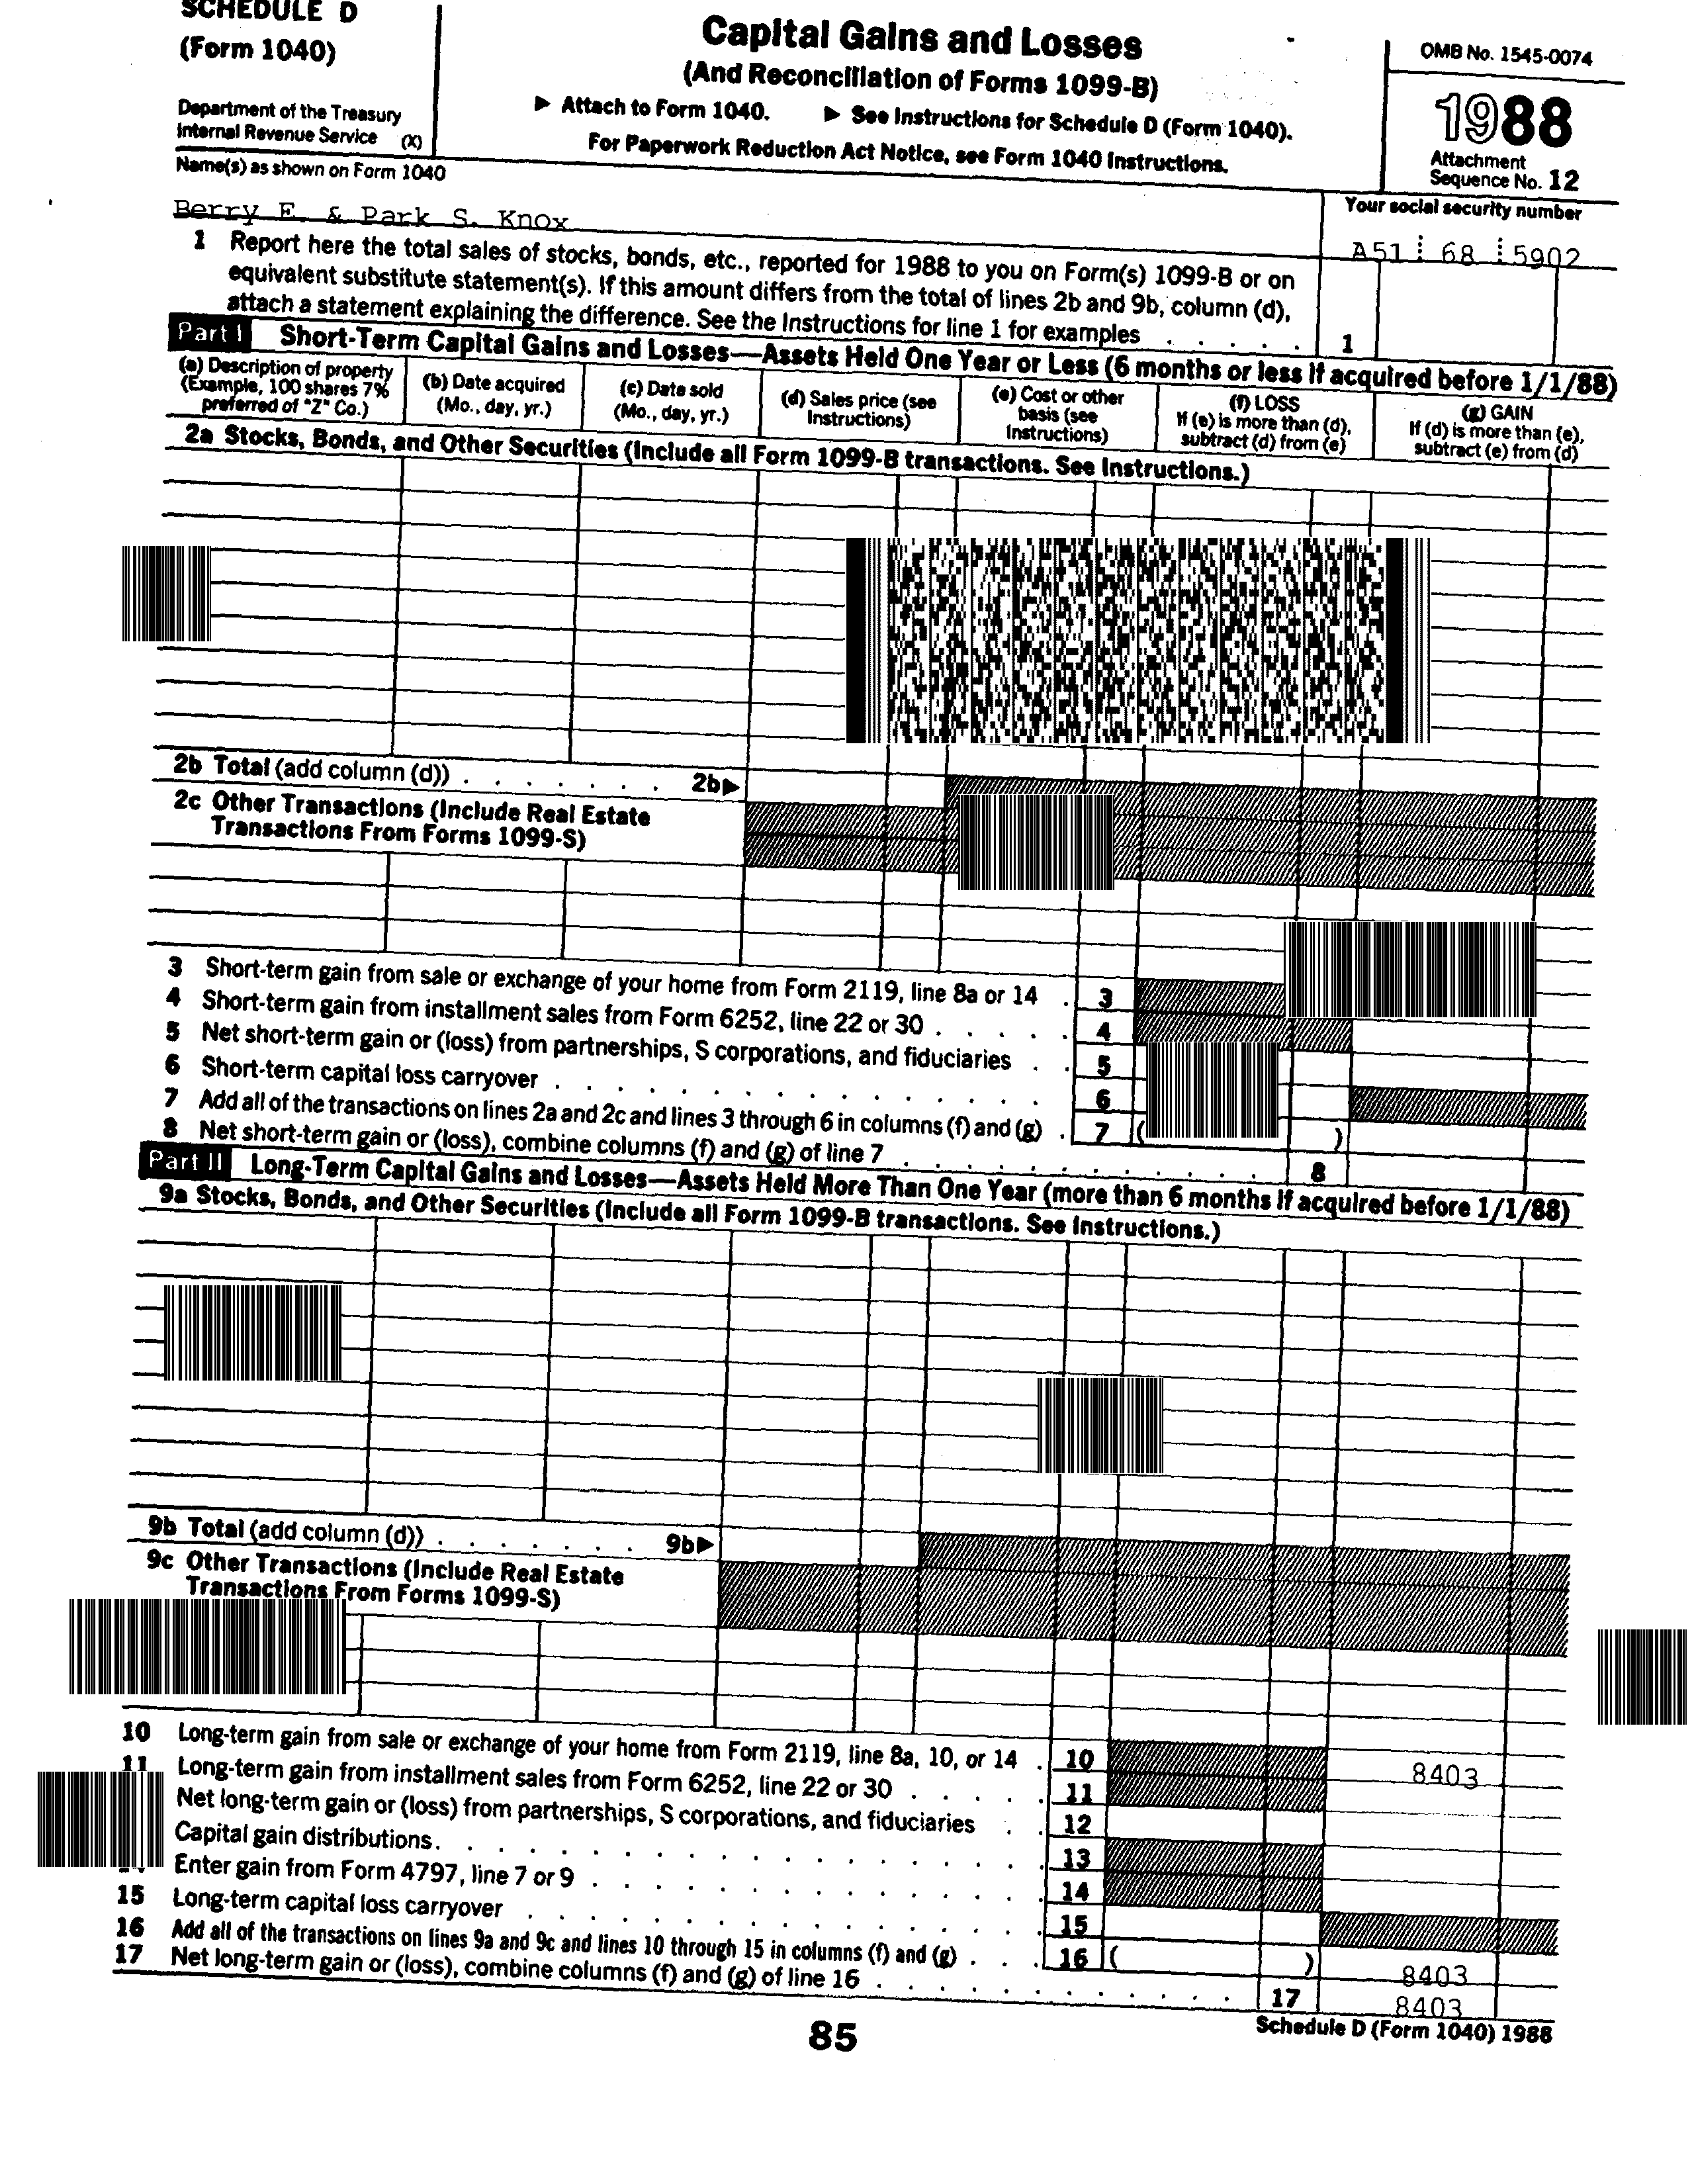 SCHEDULE D
(Form 1040)
Department of the Treasury
Internal Revenue Service (X)
Capital Gains and Losses
(And Reconciliation of Forms 1099-B)
▶ Attach to Form 1040. ▶ See Instructions for Schedule D (Form 1040).
For Paperwork Reduction Act Notice, see Form 1040 Instructions.
OMB No. 1545-0074
1988
Attachment
Sequence No. 12
Name(s) as shown on Form 1040
Your social security number
Berry E. & Park S. Knox
A51 68 5902
1 Report here the total sales of stocks, bonds, etc., reported for 1988 to you on Form(s) 1099-B or on
equivalent substitute statement(s). If this amount differs from the total of lines 2b and 9b, column (d),
attach a statement explaining the difference. See the Instructions for line 1 for examples . . . . . 1
Part I Short-Term Capital Gains and Losses—Assets Held One Year or Less (6 months or less if acquired before 1/1/88)
(a) Description of property
(Example, 100 shares 7%
preferred of "Z" Co.)
(b) Date acquired
(Mo., day, yr.)
(c) Date sold
(Mo., day, yr.)
(d) Sales price (see
Instructions)
(e) Cost or other
basis (see
Instructions)
(f) LOSS
If (e) is more than (d),
subtract (d) from (e)
(g) GAIN
If (d) is more than (e),
subtract (e) from (d)
2a Stocks, Bonds, and Other Securities (Include all Form 1099-B transactions. See Instructions.)
2b Total (add column (d)) . . . . . . . 2b▶
2c Other Transactions (Include Real Estate
Transactions From Forms 1099-S)
3 Short-term gain from sale or exchange of your home from Form 2119, line 8a or 14 . 3
4 Short-term gain from installment sales from Form 6252, line 22 or 30 . . . . . 4
5 Net short-term gain or (loss) from partnerships, S corporations, and fiduciaries . . 5
6 Short-term capital loss carryover . . . . . . . . . . . . . . . 6
7 Add all of the transactions on lines 2a and 2c and lines 3 through 6 in columns (f) and (g) . 7 ( )
8 Net short-term gain or (loss), combine columns (f) and (g) of line 7 . . . . . . . . . . . . . 8
Part II Long-Term Capital Gains and Losses—Assets Held More Than One Year (more than 6 months if acquired before 1/1/88)
9a Stocks, Bonds, and Other Securities (Include all Form 1099-B transactions. See Instructions.)
9b Total (add column (d)) . . . . . . . 9b▶
9c Other Transactions (Include Real Estate
Transactions From Forms 1099-S)
10 Long-term gain from sale or exchange of your home from Form 2119, line 8a, 10, or 14 . 10 8403
11 Long-term gain from installment sales from Form 6252, line 22 or 30 . . . . . 11
Net long-term gain or (loss) from partnerships, S corporations, and fiduciaries . . 12
Capital gain distributions . . . . . . . . . . . . . . . . . 13
Enter gain from Form 4797, line 7 or 9 . . . . . . . . . . . . . 14
15 Long-term capital loss carryover . . . . . . . . . . . . . . . 15
16 Add all of the transactions on lines 9a and 9c and lines 10 through 15 in columns (f) and (g) . . . 16 ( ) 8403
17 Net long-term gain or (loss), combine columns (f) and (g) of line 16 . . . . . . . . . . . . . 17 8403
85
Schedule D (Form 1040) 1988